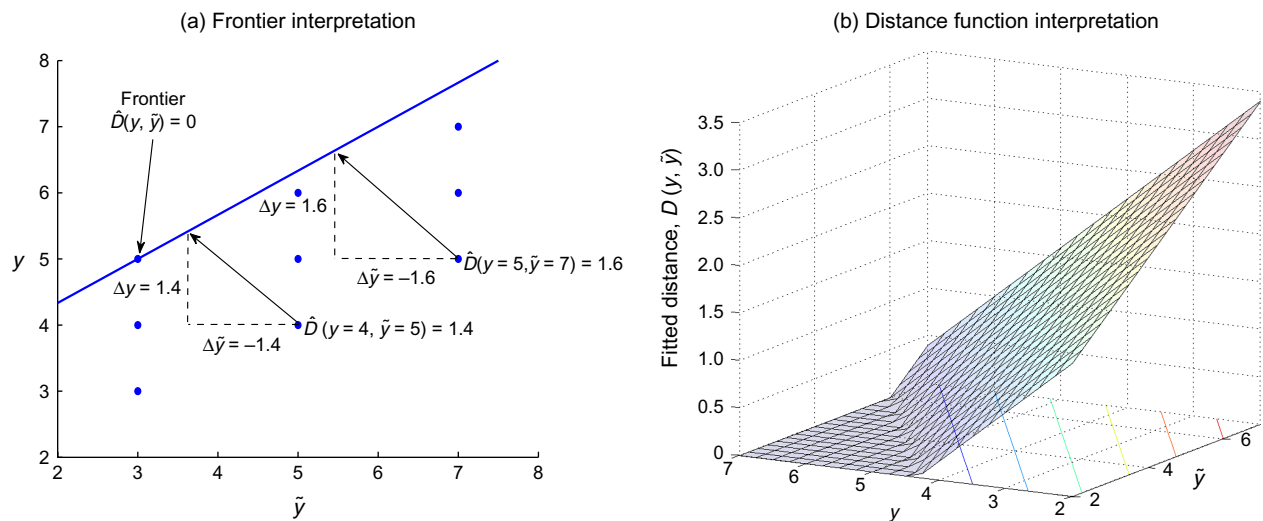 (a) Frontier interpretation
8
7
6
5
4
3
2
y
2
3
4
5
6
7
8
ỹ
Frontier
D̂(y, ỹ) = 0
Δy = 1.4
Δỹ = –1.4
D̂ (y = 4, ỹ = 5) = 1.4
Δy = 1.6
Δỹ = –1.6
D̂(y = 5,ỹ = 7) = 1.6
(b) Distance function interpretation
Fitted distance, D (y, ỹ)
3.5
3.0
2.5
2.0
1.5
1.0
0.5
0
7
6
5
4
3
2
y
2
4
6
ỹ